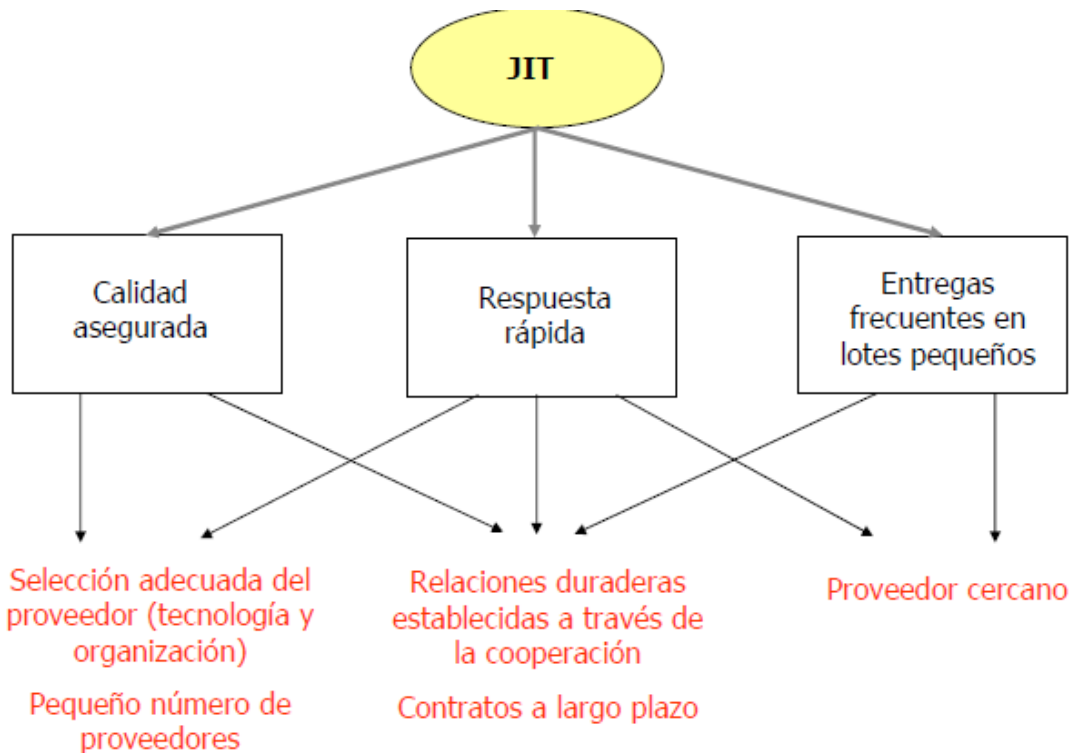 JIT
Calidad
asegurada
Respuesta
rápida
Entregas
frecuentes en
lotes pequeños
Selección adecuada del
proveedor (tecnología y
organización)
Pequeño número de
proveedores
Relaciones duraderas
establecidas a través de
la cooperación
Contratos a largo plazo
Proveedor cercano